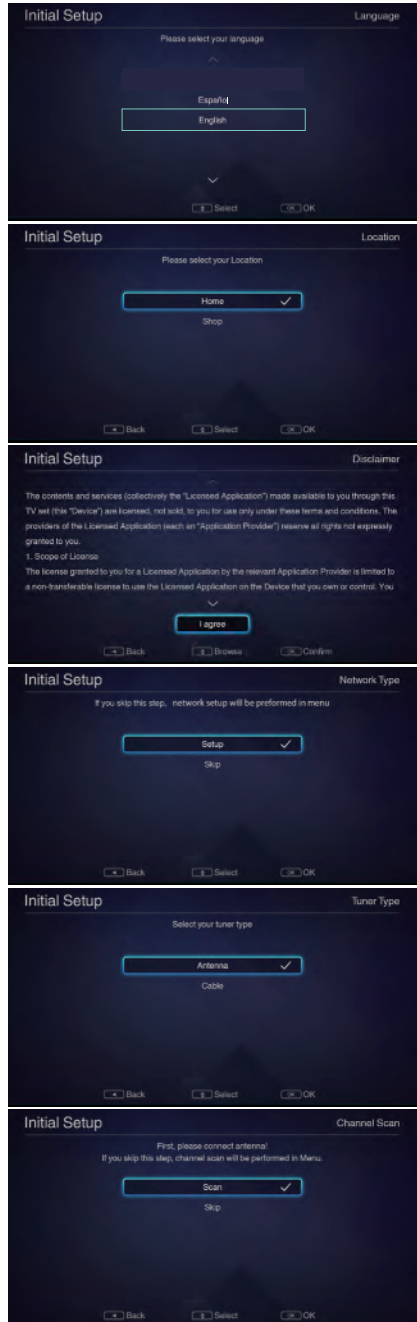 Initial Setup
Language
Please select your language
Español
English
Select
OK OK
Initial Setup
Location
Please select your Location
Home
Shop
Back
Select
OK OK
Initial Setup
Disclaimer
The contents and services (collectively the "Licensed Application") made available to you through this
TV set (this "Device") are licensed, not sold, to you for use only under these terms and conditions. The
providers of the Licensed Application (each an "Application Provider") reserve all rights not expressly
granted to you.
1. Scope of License
The license granted to you for a Licensed Application by the relevant Application Provider is limited to
a non-transferable license to use the Licensed Application on the Device that you own or control. You
I agree
Back
Browse
OK Confirm
Initial Setup
Network Type
If you skip this step, network setup will be preformed in menu
Setup
Skip
Back
Select
OK OK
Initial Setup
Tuner Type
Select your tuner type
Antenna
Cable
Back
Select
OK OK
Initial Setup
Channel Scan
First, please connect antenna!
If you skip this step, channel scan will be performed in Menu.
Scan
Skip
Back
Select
OK OK